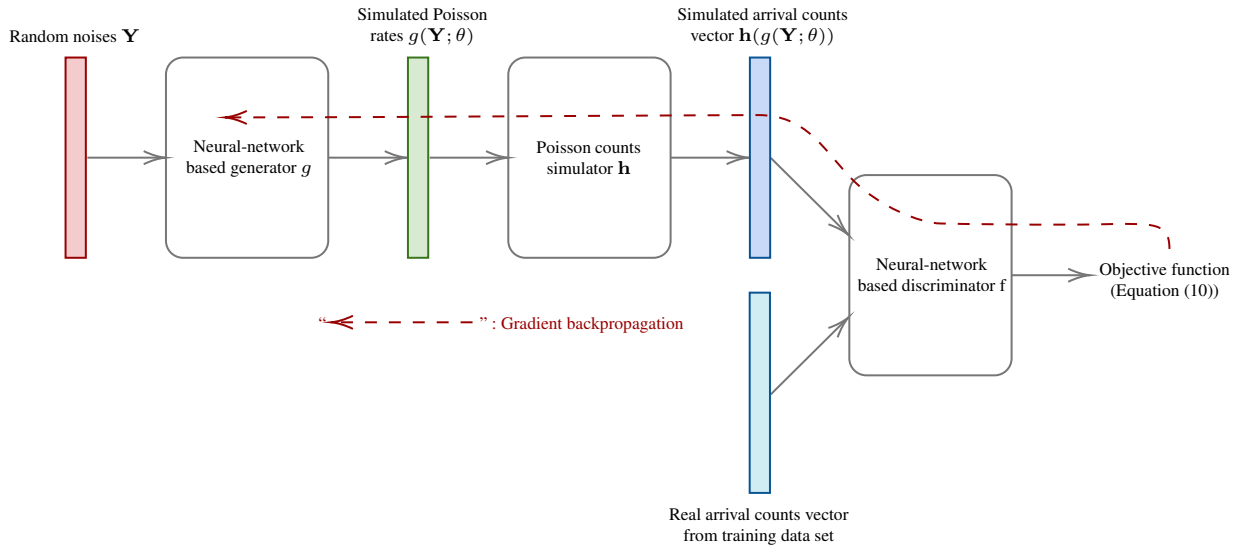 Random noises Y
Simulated Poisson
rates g(Y; θ)
Simulated arrival counts
vector h(g(Y; θ))
Neural-network
based generator g
Poisson counts
simulator h
Neural-network
based discriminator f
Objective function
(Equation (10))
“ ” : Gradient backpropagation
Real arrival counts vector
from training data set